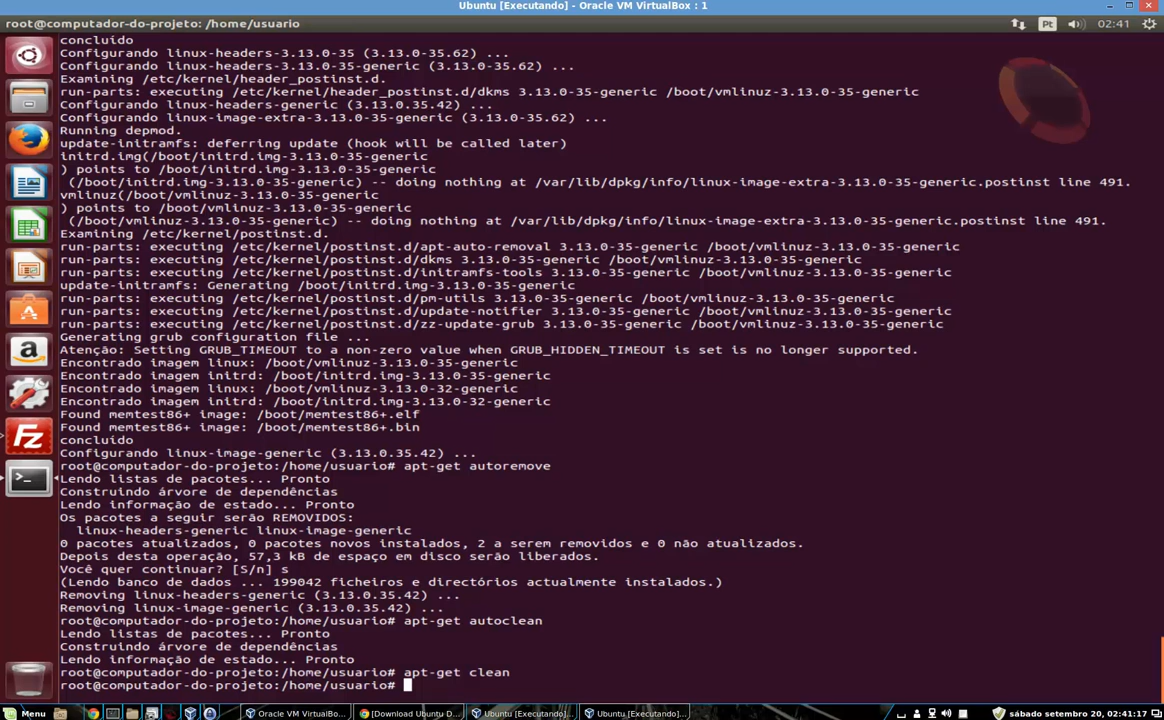 Ubuntu [Executando] - Oracle VM VirtualBox : 1
root@computador-do-projeto: /home/usuario
Pt
02:41
concluido
Configurando linux-headers-3.13.0-35 (3.13.0-35.62) ...
Configurando linux-headers-3.13.0-35-generic (3.13.0-35.62) ...
Examining /etc/kernel/header_postinst.d.
run-parts: executing /etc/kernel/header_postinst.d/dkms 3.13.0-35-generic /boot/vmlinuz-3.13.0-35-generic
Configurando linux-headers-generic (3.13.0.35.42) ...
Configurando linux-image-extra-3.13.0-35-generic (3.13.0-35.62) ...
Running depmod.
update-initramfs: deferring update (hook will be called later)
initrd.img(/boot/initrd.img-3.13.0-35-generic
) points to /boot/initrd.img-3.13.0-35-generic
(/boot/initrd.img-3.13.0-35-generic) -- doing nothing at /var/lib/dpkg/info/linux-image-extra-3.13.0-35-generic.postinst line 491.
vmlinuz(/boot/vmlinuz-3.13.0-35-generic
) points to /boot/vmlinuz-3.13.0-35-generic
(/boot/vmlinuz-3.13.0-35-generic) -- doing nothing at /var/lib/dpkg/info/linux-image-extra-3.13.0-35-generic.postinst line 491.
Examining /etc/kernel/postinst.d.
run-parts: executing /etc/kernel/postinst.d/apt-auto-removal 3.13.0-35-generic /boot/vmlinuz-3.13.0-35-generic
run-parts: executing /etc/kernel/postinst.d/dkms 3.13.0-35-generic /boot/vmlinuz-3.13.0-35-generic
run-parts: executing /etc/kernel/postinst.d/initramfs-tools 3.13.0-35-generic /boot/vmlinuz-3.13.0-35-generic
update-initramfs: Generating /boot/initrd.img-3.13.0-35-generic
run-parts: executing /etc/kernel/postinst.d/pm-utils 3.13.0-35-generic /boot/vmlinuz-3.13.0-35-generic
run-parts: executing /etc/kernel/postinst.d/update-notifier 3.13.0-35-generic /boot/vmlinuz-3.13.0-35-generic
run-parts: executing /etc/kernel/postinst.d/zz-update-grub 3.13.0-35-generic /boot/vmlinuz-3.13.0-35-generic
Generating grub configuration file ...
Atenção: Setting GRUB_TIMEOUT to a non-zero value when GRUB_HIDDEN_TIMEOUT is set is no longer supported.
Encontrado imagem linux: /boot/vmlinuz-3.13.0-35-generic
Encontrado imagem initrd: /boot/initrd.img-3.13.0-35-generic
Encontrado imagem linux: /boot/vmlinuz-3.13.0-32-generic
Encontrado imagem initrd: /boot/initrd.img-3.13.0-32-generic
Found memtest86+ image: /boot/memtest86+.elf
Found memtest86+ image: /boot/memtest86+.bin
concluido
Configurando linux-image-generic (3.13.0.35.42) ...
root@computador-do-projeto:/home/usuario# apt-get autoremove
Lendo listas de pacotes... Pronto
Construindo árvore de dependências
Lendo informação de estado... Pronto
Os pacotes a seguir serão REMOVIDOS:
linux-headers-generic linux-image-generic
0 pacotes atualizados, 0 pacotes novos instalados, 2 a serem removidos e 0 não atualizados.
Depois desta operação, 57,3 kB de espaço em disco serão liberados.
Você quer continuar? [S/n] s
(Lendo banco de dados ... 199042 ficheiros e directórios actualmente instalados.)
Removing linux-headers-generic (3.13.0.35.42) ...
Removing linux-image-generic (3.13.0.35.42) ...
root@computador-do-projeto:/home/usuario# apt-get autoclean
Lendo listas de pacotes... Pronto
Construindo árvore de dependências
Lendo informação de estado... Pronto
root@computador-do-projeto:/home/usuario# apt-get clean
root@computador-do-projeto:/home/usuario#
Menu
Oracle VM VirtualBo...
[Download Ubuntu D...
Ubuntu [Executando]...
Ubuntu [Executando]...
sábado setembro 20, 02:41:17